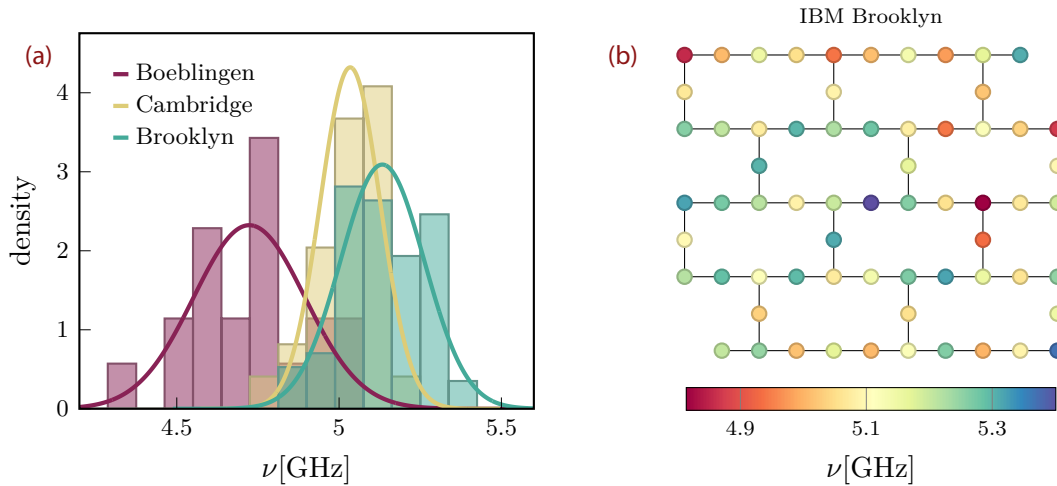 (a)
Boeblingen
Cambridge
Brooklyn
density
0
1
2
3
4
4.5
5
5.5
ν[GHz]
IBM Brooklyn
(b)
4.9
5.1
5.3
ν[GHz]